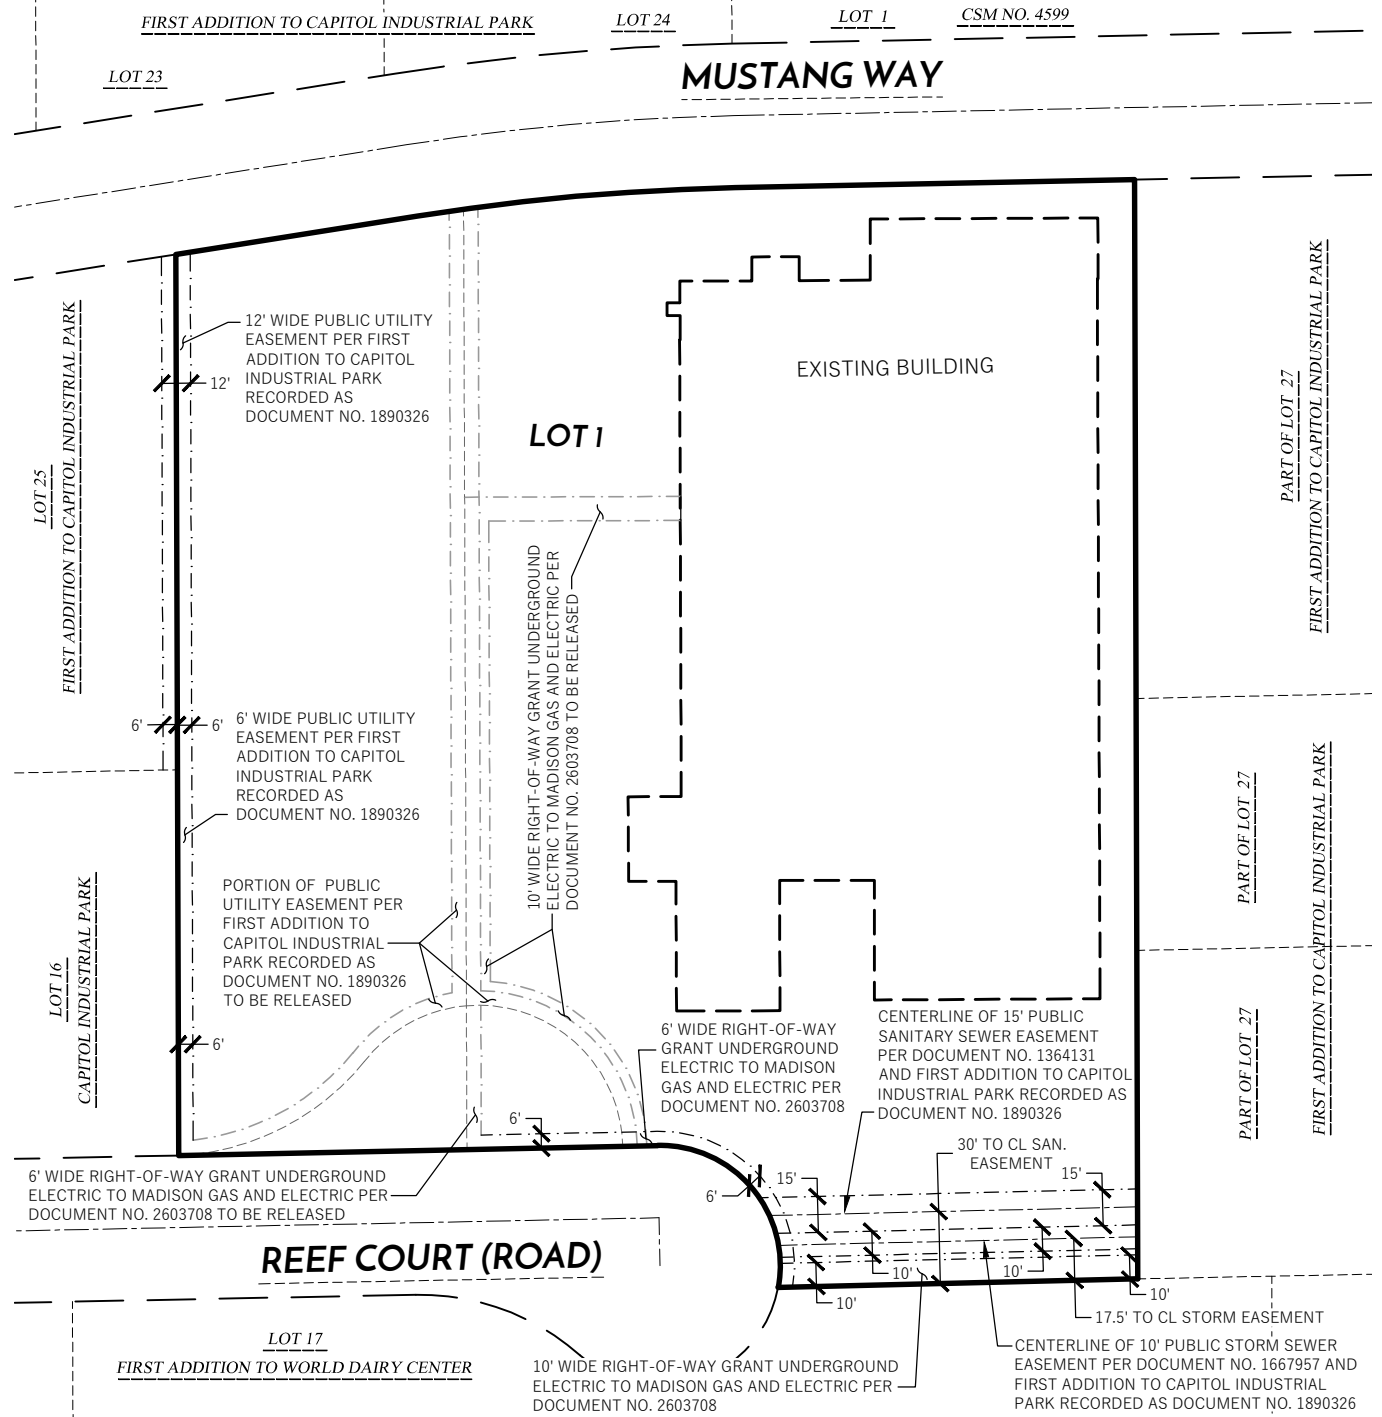 FIRST ADDITION TO CAPITOL INDUSTRIAL PARK
LOT 24
LOT 1
CSM NO. 4599
LOT 23
MUSTANG WAY
12' WIDE PUBLIC UTILITY
EASEMENT PER FIRST
ADDITION TO CAPITOL
INDUSTRIAL PARK
RECORDED AS
DOCUMENT NO. 1890326
12'
EXISTING BUILDING
LOT 1
LOT 25
FIRST ADDITION TO CAPITOL INDUSTRIAL PARK
PART OF LOT 27
FIRST ADDITION TO CAPITOL INDUSTRIAL PARK
10' WIDE RIGHT-OF-WAY GRANT UNDERGROUND
ELECTRIC TO MADISON GAS AND ELECTRIC PER
DOCUMENT NO. 2603708 TO BE RELEASED
6'
6'
6' WIDE PUBLIC UTILITY
EASEMENT PER FIRST
ADDITION TO CAPITOL
INDUSTRIAL PARK
RECORDED AS
DOCUMENT NO. 1890326
PART OF LOT 27
FIRST ADDITION TO CAPITOL INDUSTRIAL PARK
PORTION OF PUBLIC
UTILITY EASEMENT PER
FIRST ADDITION TO
CAPITOL INDUSTRIAL
PARK RECORDED AS
DOCUMENT NO. 1890326
TO BE RELEASED
LOT 16
CAPITOL INDUSTRIAL PARK
6'
PART OF LOT 27
6' WIDE RIGHT-OF-WAY
GRANT UNDERGROUND
ELECTRIC TO MADISON
GAS AND ELECTRIC PER
DOCUMENT NO. 2603708
CENTERLINE OF 15' PUBLIC
SANITARY SEWER EASEMENT
PER DOCUMENT NO. 1364131
AND FIRST ADDITION TO CAPITOL
INDUSTRIAL PARK RECORDED AS
DOCUMENT NO. 1890326
6'
30' TO CL SAN.
EASEMENT
15'
15'
6'
6' WIDE RIGHT-OF-WAY GRANT UNDERGROUND
ELECTRIC TO MADISON GAS AND ELECTRIC PER
DOCUMENT NO. 2603708 TO BE RELEASED
REEF COURT (ROAD)
10'
10'
10'
10'
17.5' TO CL STORM EASEMENT
LOT 17
FIRST ADDITION TO WORLD DAIRY CENTER
10' WIDE RIGHT-OF-WAY GRANT UNDERGROUND
ELECTRIC TO MADISON GAS AND ELECTRIC PER
DOCUMENT NO. 2603708
CENTERLINE OF 10' PUBLIC STORM SEWER
EASEMENT PER DOCUMENT NO. 1667957 AND
FIRST ADDITION TO CAPITOL INDUSTRIAL
PARK RECORDED AS DOCUMENT NO. 1890326